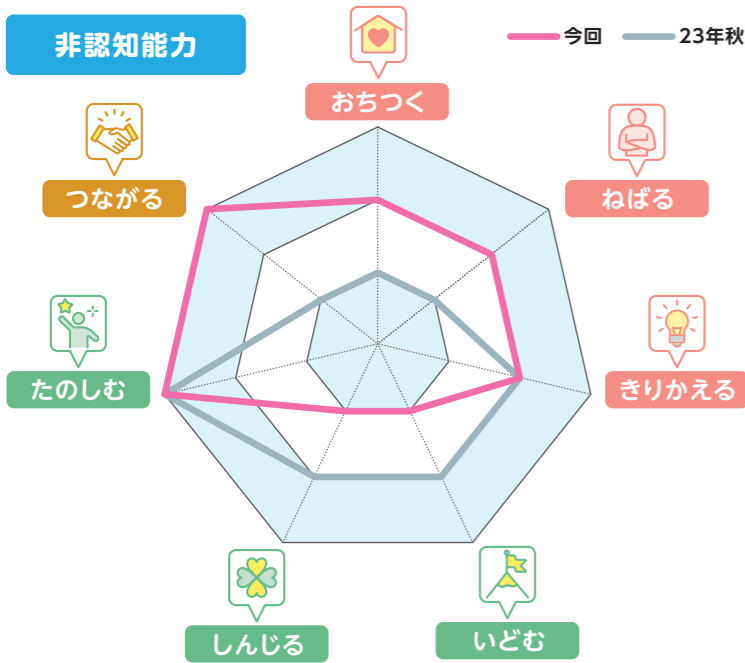 非認知能力
今回
23年秋
おちつく
つながる
ねばる
たのしむ
きりかえる
しんじる
いどむ